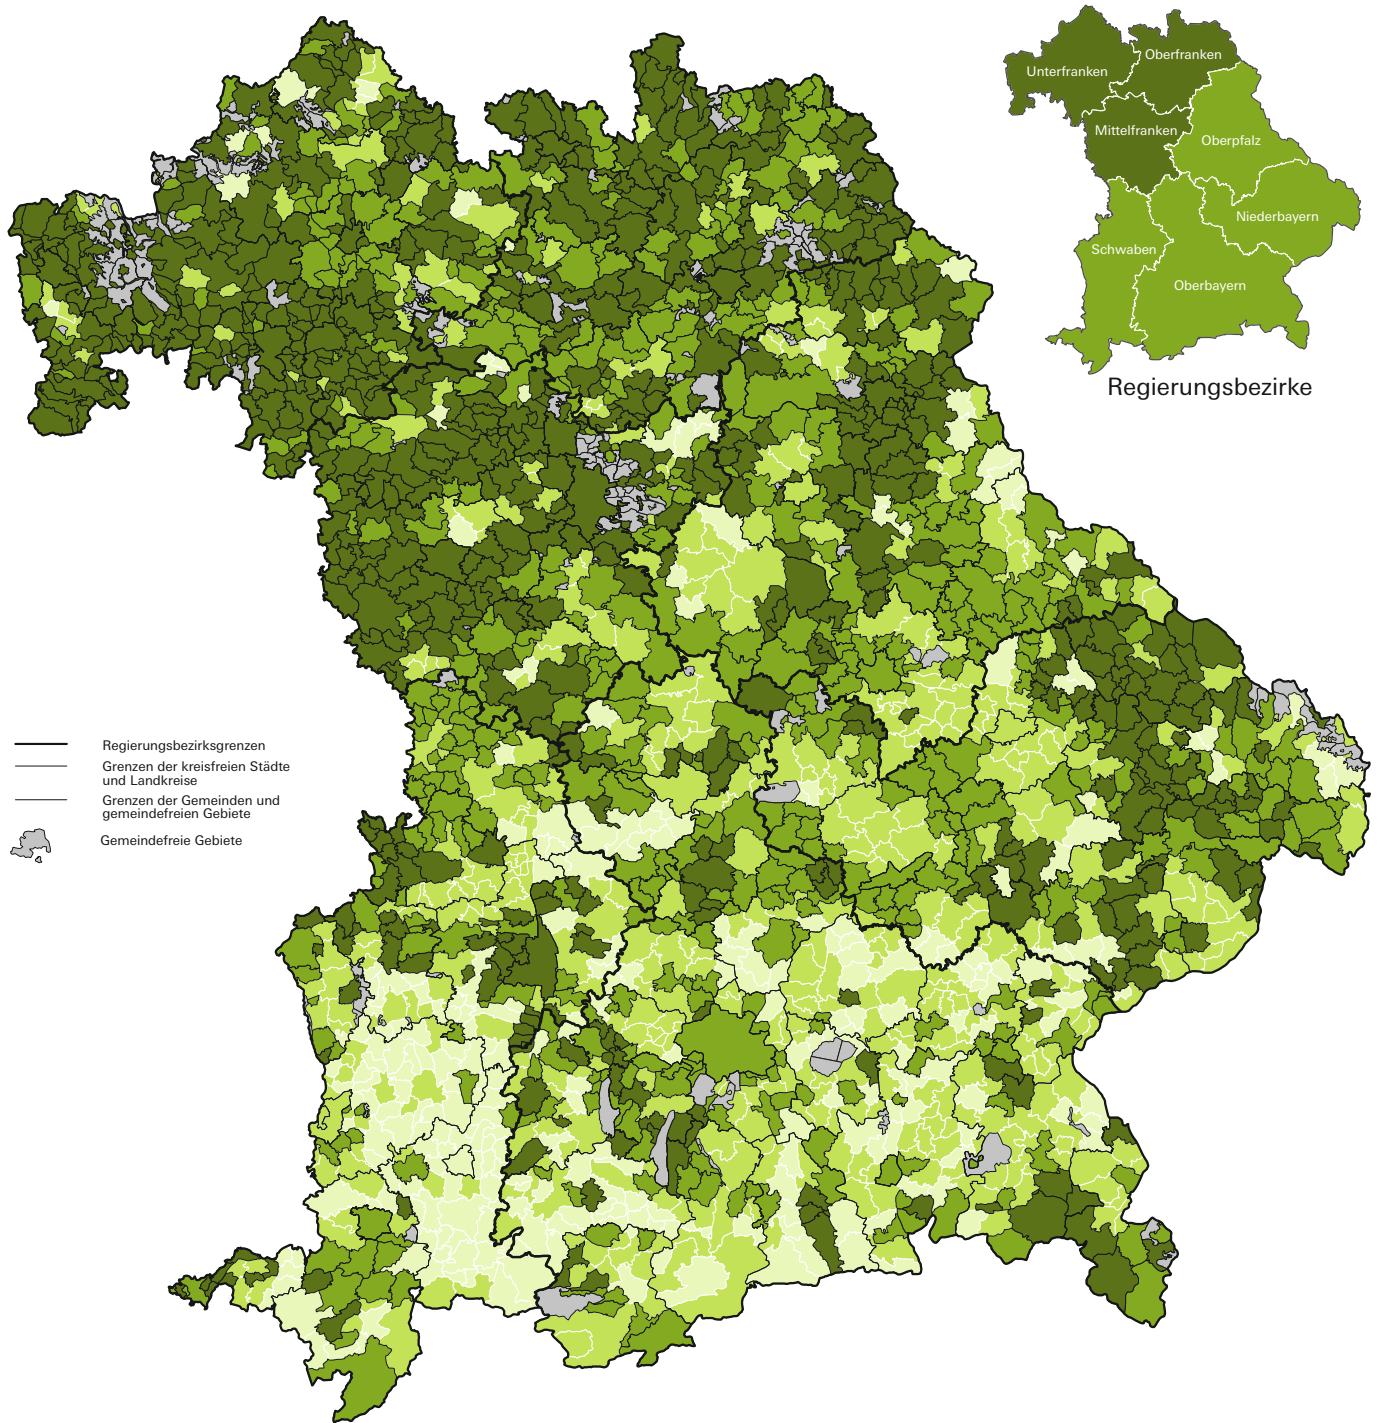 Unterfranken
Oberfranken
Mittelfranken
Oberpfalz
Niederbayern
Schwaben
Oberbayern
Regierungsbezirke
Regierungsbezirksgrenzen
Grenzen der kreisfreien Städte
und Landkreise
Grenzen der Gemeinden und
gemeindefreien Gebiete
Gemeindefreie Gebiete